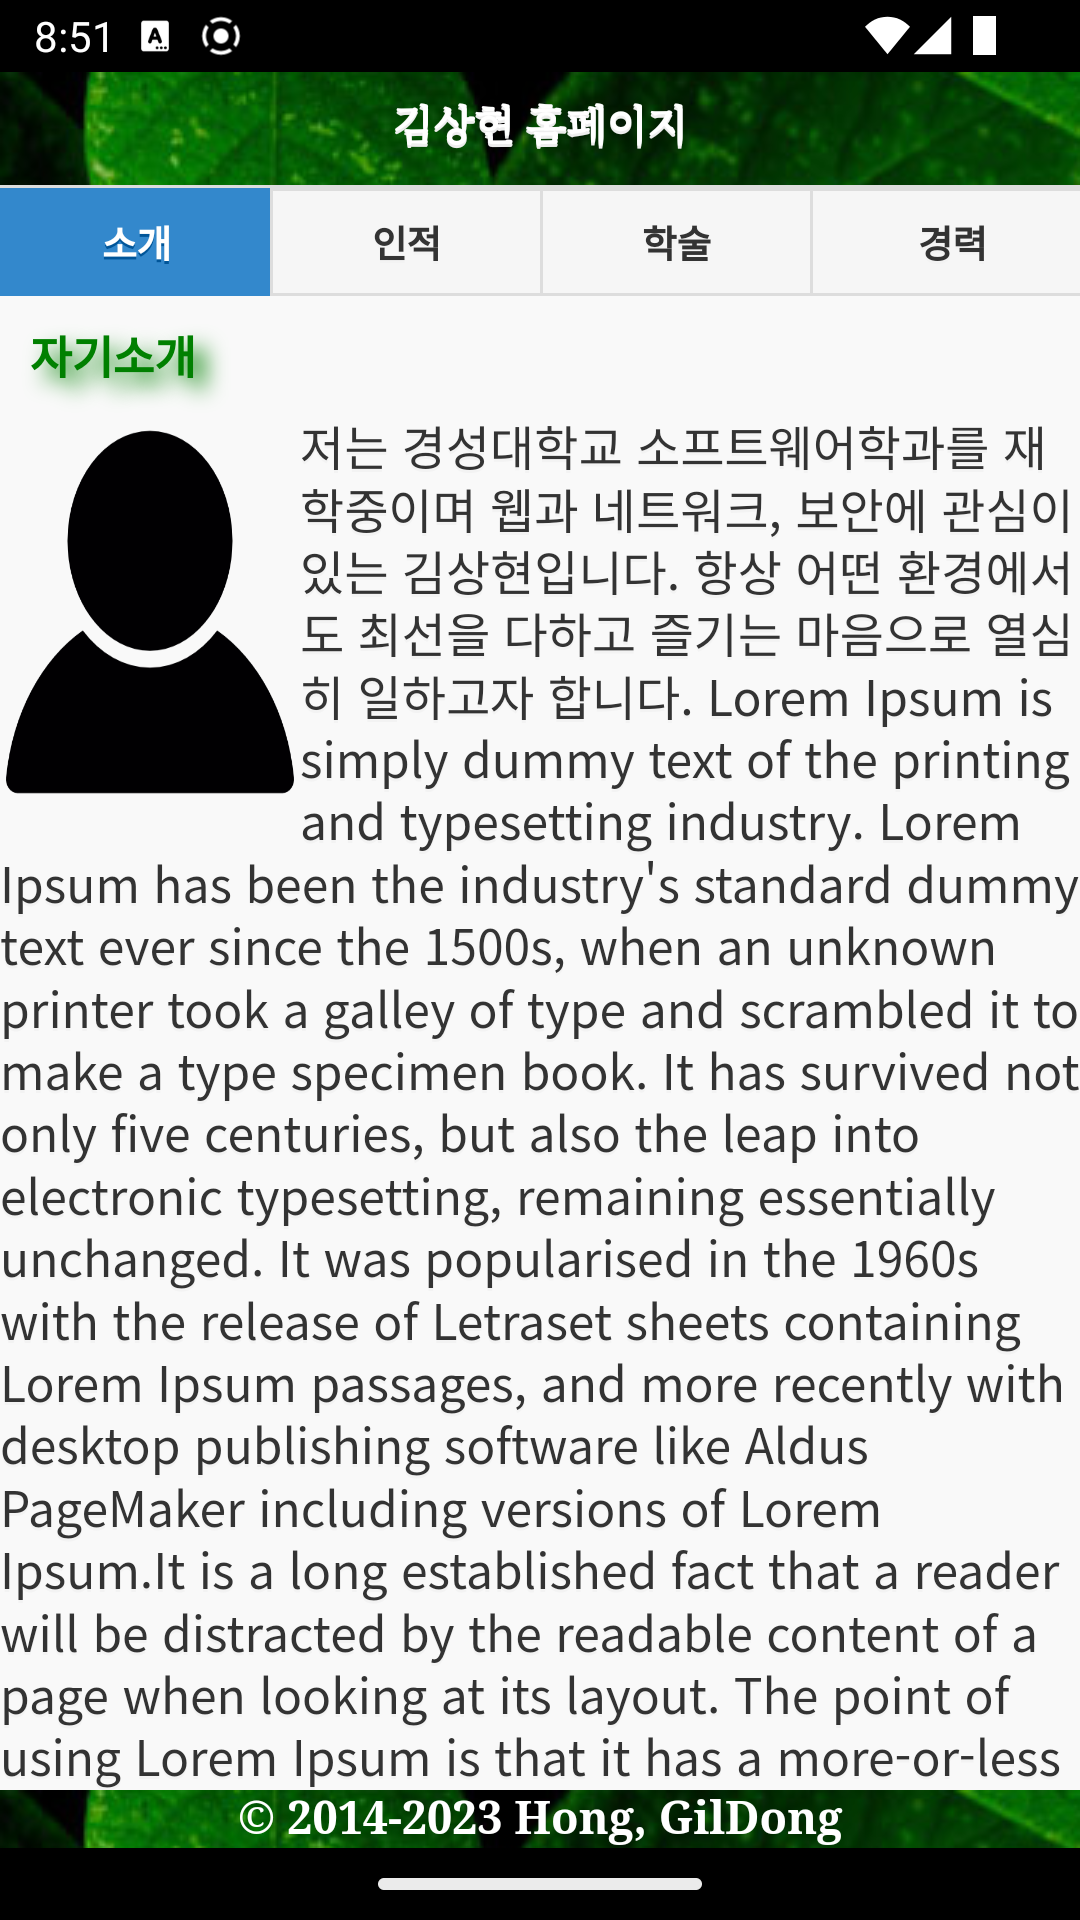 8:51
김상현 홈페이지
소개 인적 학술 경력
자기소개
저는 경성대학교 소프트웨어학과를 재
학중이며 웹과 네트워크, 보안에 관심이
있는 김상현입니다. 항상 어떤 환경에서
도 최선을 다하고 즐기는 마음으로 열심
히 일하고자 합니다. Lorem Ipsum is
simply dummy text of the printing
and typesetting industry. Lorem
Ipsum has been the industry's standard dummy
text ever since the 1500s, when an unknown
printer took a galley of type and scrambled it to
make a type specimen book. It has survived not
only five centuries, but also the leap into
electronic typesetting, remaining essentially
unchanged. It was popularised in the 1960s
with the release of Letraset sheets containing
Lorem Ipsum passages, and more recently with
desktop publishing software like Aldus
PageMaker including versions of Lorem
Ipsum.It is a long established fact that a reader
will be distracted by the readable content of a
page when looking at its layout. The point of
using Lorem Ipsum is that it has a more-or-less
© 2014-2023 Hong, GilDong